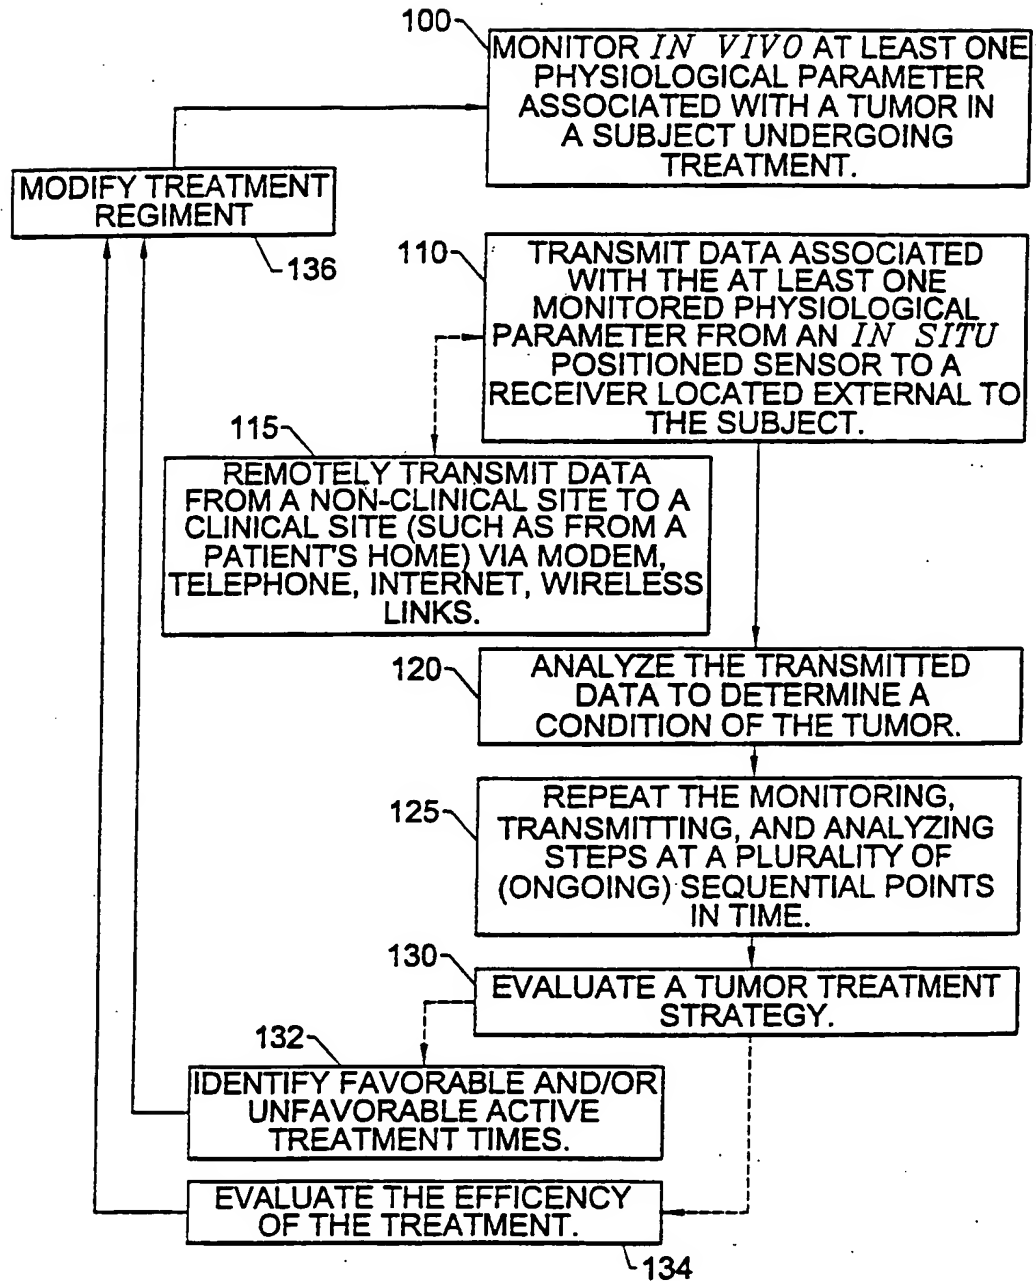 100
MONITOR IN VIVO AT LEAST ONE
PHYSIOLOGICAL PARAMETER
ASSOCIATED WITH A TUMOR IN
A SUBJECT UNDERGOING
TREATMENT.
MODIFY TREATMENT
REGIMENT
136
110
TRANSMIT DATA ASSOCIATED
WITH THE AT LEAST ONE
MONITORED PHYSIOLOGICAL
PARAMETER FROM AN IN SITU
POSITIONED SENSOR TO A
RECEIVER LOCATED EXTERNAL TO
THE SUBJECT.
115
REMOTELY TRANSMIT DATA
FROM A NON-CLINICAL SITE TO A
CLINICAL SITE (SUCH AS FROM A
PATIENT'S HOME) VIA MODEM,
TELEPHONE, INTERNET, WIRELESS
LINKS.
120
ANALYZE THE TRANSMITTED
DATA TO DETERMINE A
CONDITION OF THE TUMOR.
125
REPEAT THE MONITORING,
TRANSMITTING, AND ANALYZING
STEPS AT A PLURALITY OF
(ONGOING) SEQUENTIAL POINTS
IN TIME.
130
EVALUATE A TUMOR TREATMENT
STRATEGY.
132
IDENTIFY FAVORABLE AND/OR
UNFAVORABLE ACTIVE
TREATMENT TIMES.
EVALUATE THE EFFICENCY
OF THE TREATMENT.
134